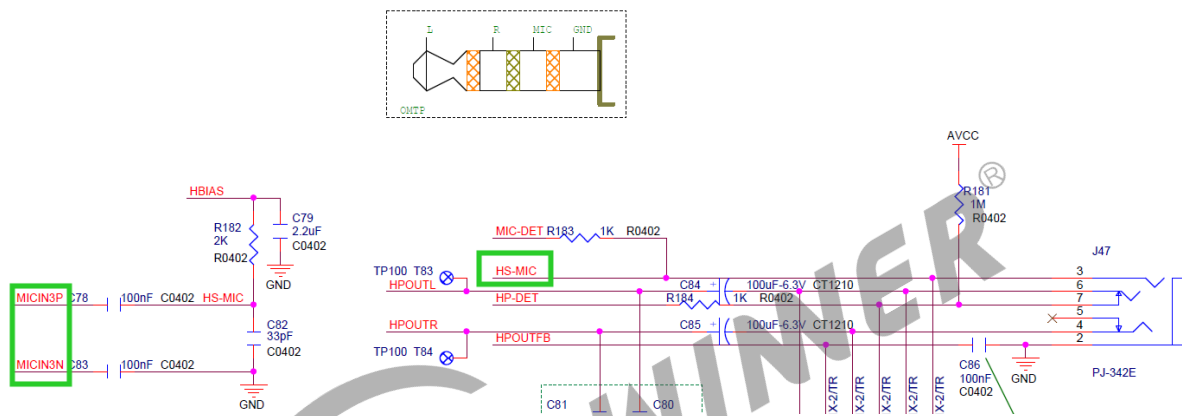 L R MIC GND
OMTP
AVCC
R181
1M
R0402
HBIAS
R182
2K
R0402
C79
2.2uF
C0402
GND
MIC-DET R183 1K R0402
J47
TP100 T83
HS-MIC
3
HPOUTL
C84 + 100uF-6.3V CT1210
6
MICIN3P C78 100nF C0402 HS-MIC
HP-DET
R184 1K R0402
7
5
C82
33pF
C0402
HPOUTR
C85 + 100uF-6.3V CT1210
4
HPOUTFB
2
TP100 T84
MICIN3N C83 100nF C0402
GND
C86
100nF
C0402
GND
PJ-342E
C81 C80
X-2/TR X-2/TR X-2/TR X-2/TR X-2/TR
WINNER®